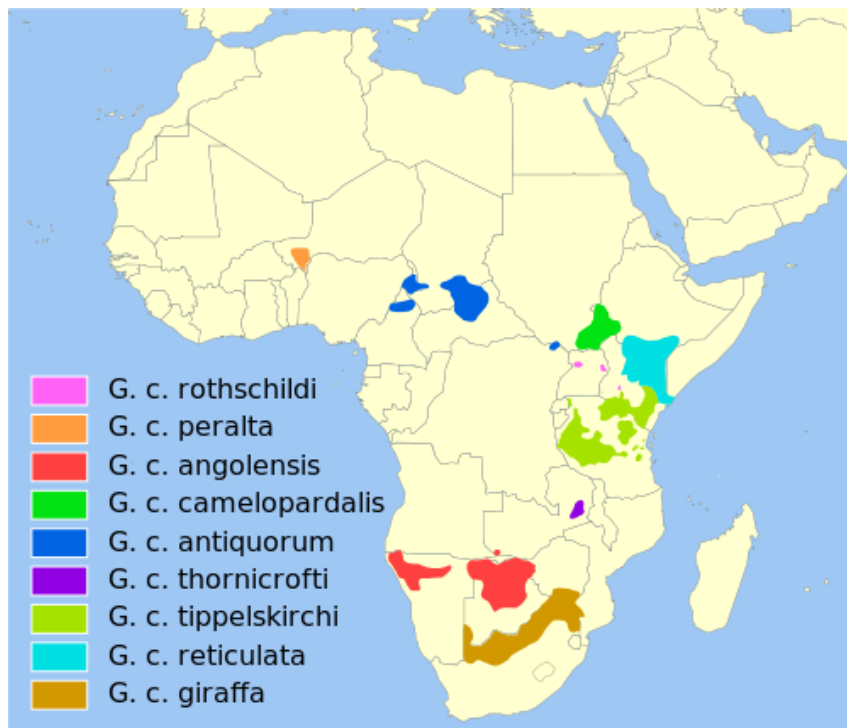 G. c. rothschildi
G. c. peralta
G. c. angolensis
G. c. camelopardalis
G. c. antiquorum
G. c. thornicrofti
G. c. tippelskirchi
G. c. reticulata
G. c. giraffa